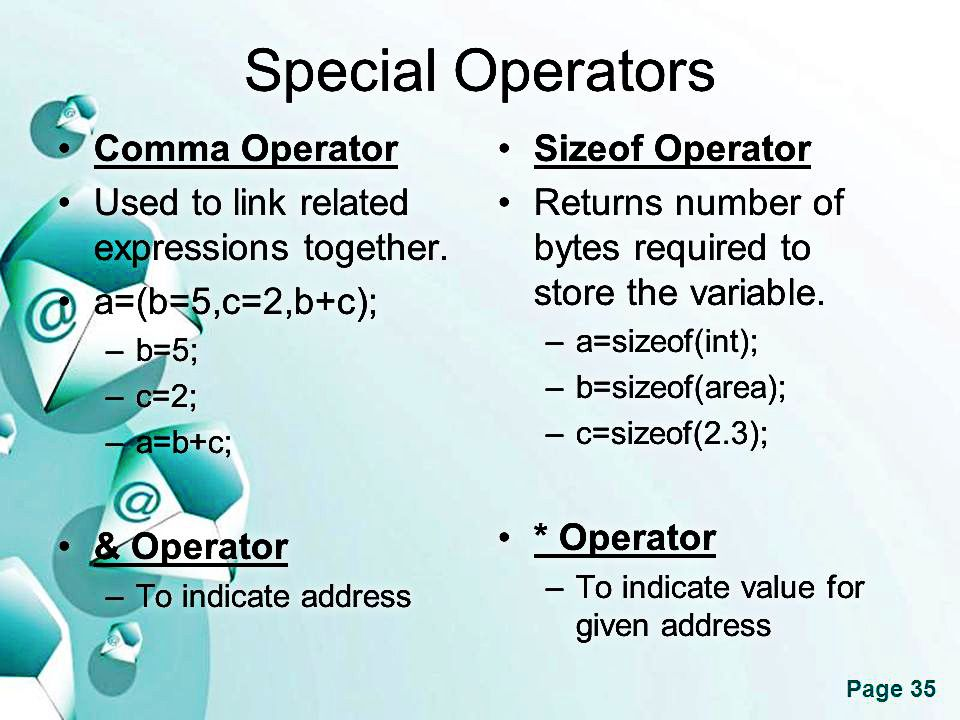 Special Operators
• Comma Operator
• Used to link related
expressions together.
• a=(b=5,c=2,b+c);
– b=5;
– c=2;
– a=b+c;
• & Operator
– To indicate address
• Sizeof Operator
• Returns number of
bytes required to
store the variable.
– a=sizeof(int);
– b=sizeof(area);
– c=sizeof(2.3);
• * Operator
– To indicate value for
given address
Page 35
@
@
@
@